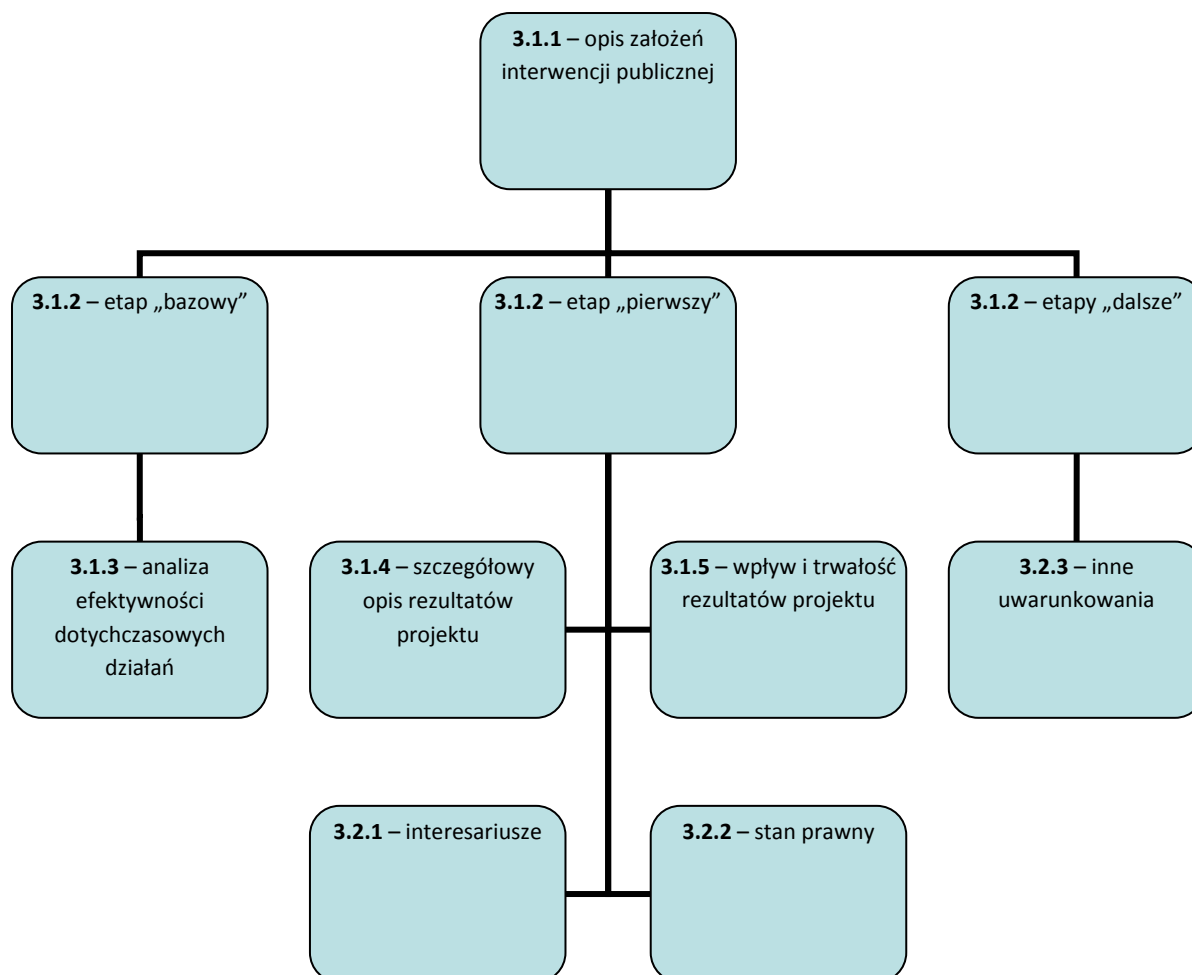 3.1.1 – opis założeń
interwencji publicznej
3.1.2 – etap „bazowy”
3.1.2 – etap „pierwszy”
3.1.2 – etapy „dalsze”
3.1.3 – analiza
efektywności
dotychczasowych
działań
3.1.4 – szczegółowy
opis rezultatów
projektu
3.1.5 – wpływ i trwałość
rezultatów projektu
3.2.3 – inne
uwarunkowania
3.2.1 – interesariusze
3.2.2 – stan prawny